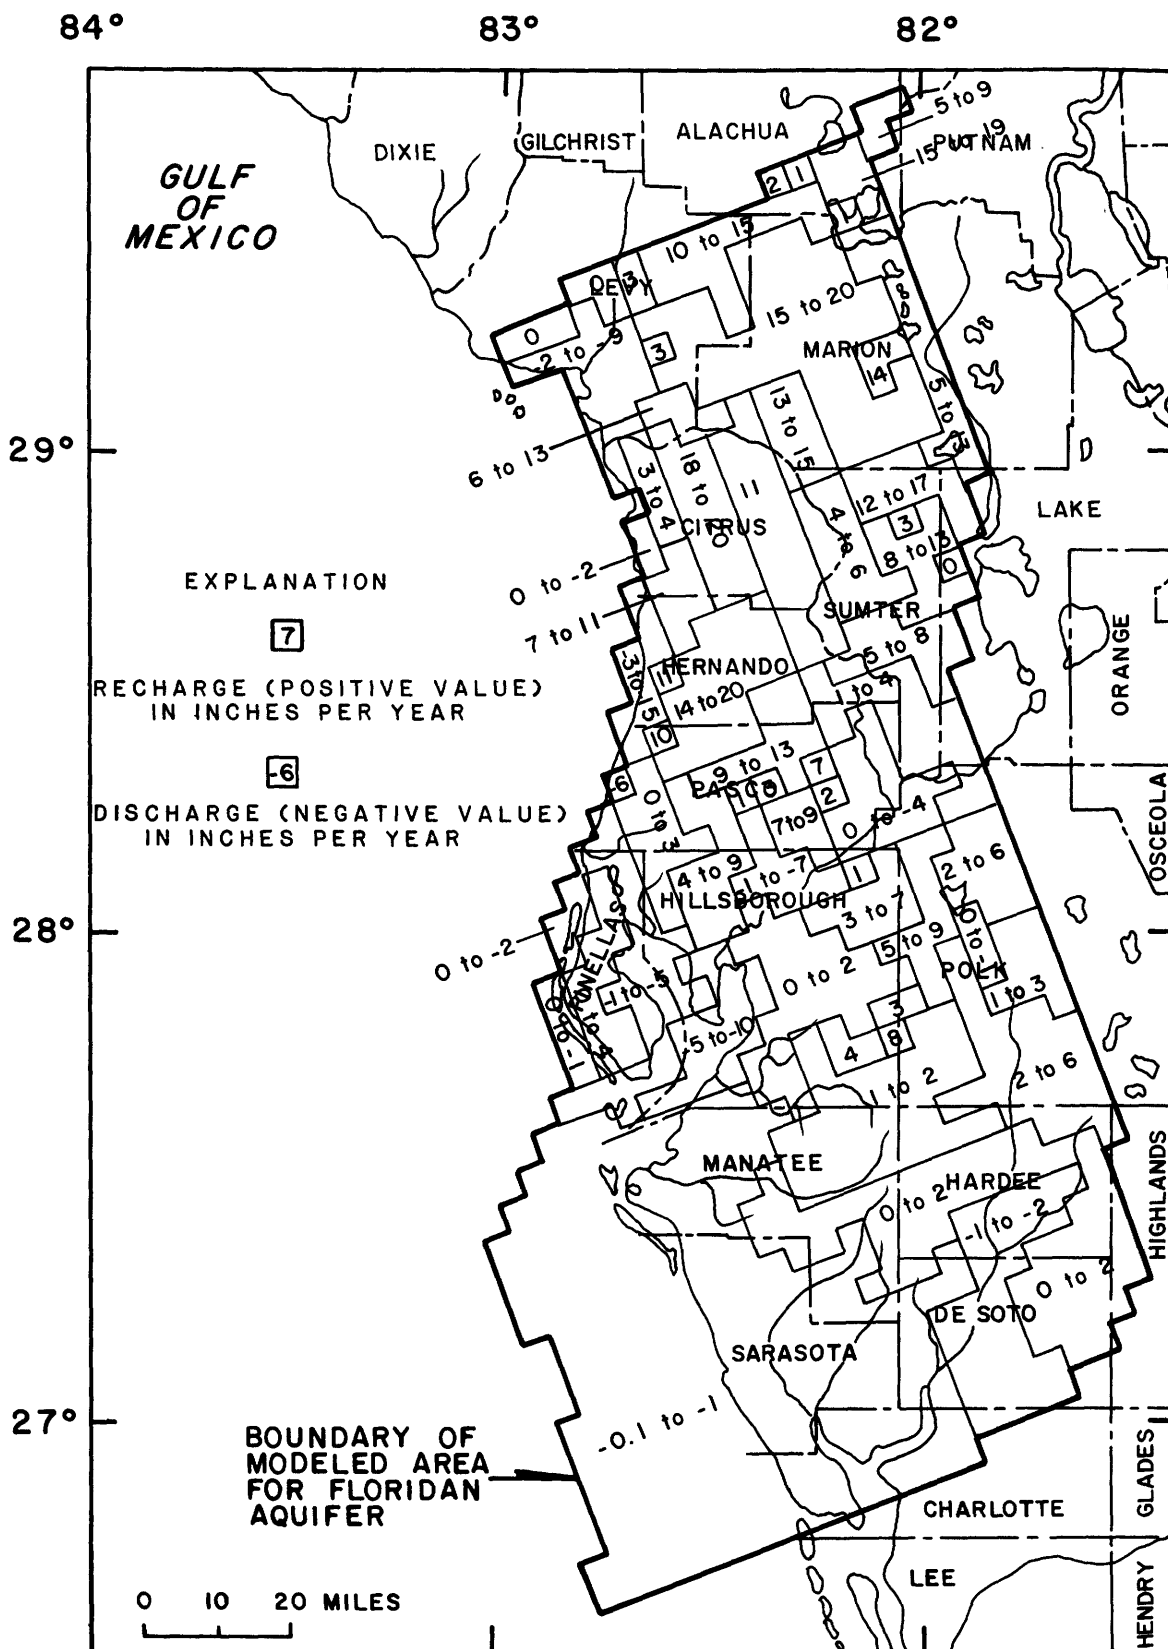 84° 83° 82°
GULF
OF
MEXICO
DIXIE
GILCHRIST
ALACHUA
PUTNAM
5 to 9
15 to 19
2 1
10 to 15
LEVY
0
3
0
-2 to -9
3
15 to 20
MARION
14
5 to 13
29°
6 to 13
3 to 4
18 to 20
13 to 15
11
CITRUS
12 to 17
3
4 to 6
8 to 13
0
LAKE
0 to -2
7 to 11
SUMTER
5 to 8
1 to 4
ORANGE
OSCEOLA
EXPLANATION
7
RECHARGE (POSITIVE VALUE)
IN INCHES PER YEAR
-6
DISCHARGE (NEGATIVE VALUE)
IN INCHES PER YEAR
HERNANDO
-3 to 5
11
14 to 20
10
9 to 13
PASCO
-6
0 to 3
7
2
7 to 9
0 to -4
4 to 9
-1 to -7
1
2 to 6
HILLSBOROUGH
3 to 7
28°
0 to -2
PINELLAS
5 to 9
POLK
0 to 2
-1 to -5
1 to 3
3
-5 to -10
4
8
1 to 2
2 to 6
MANATEE
HARDEE
0 to 2
-1 to -2
HIGHLANDS
0 to 2
DE SOTO
SARASOTA
27°
-0.1 to -1
BOUNDARY OF
MODELED AREA
FOR FLORIDAN
AQUIFER
CHARLOTTE
GLADES
LEE
HENDRY
0 10 20 MILES